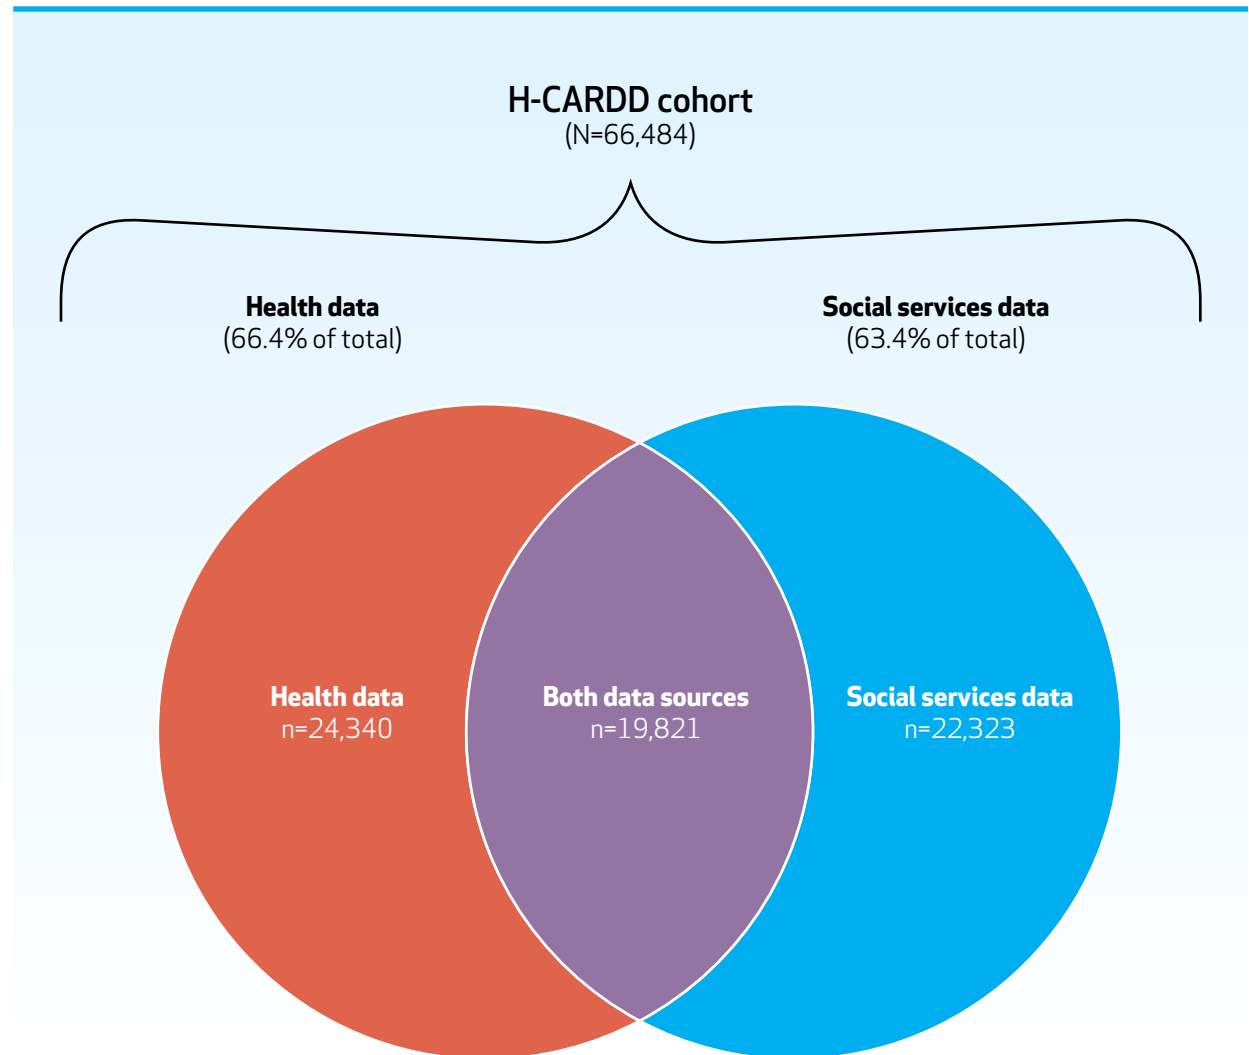 H-CARDD cohort
(N=66,484)
Health data
(66.4% of total)
Social services data
(63.4% of total)
Health data
n=24,340
Both data sources
n=19,821
Social services data
n=22,323